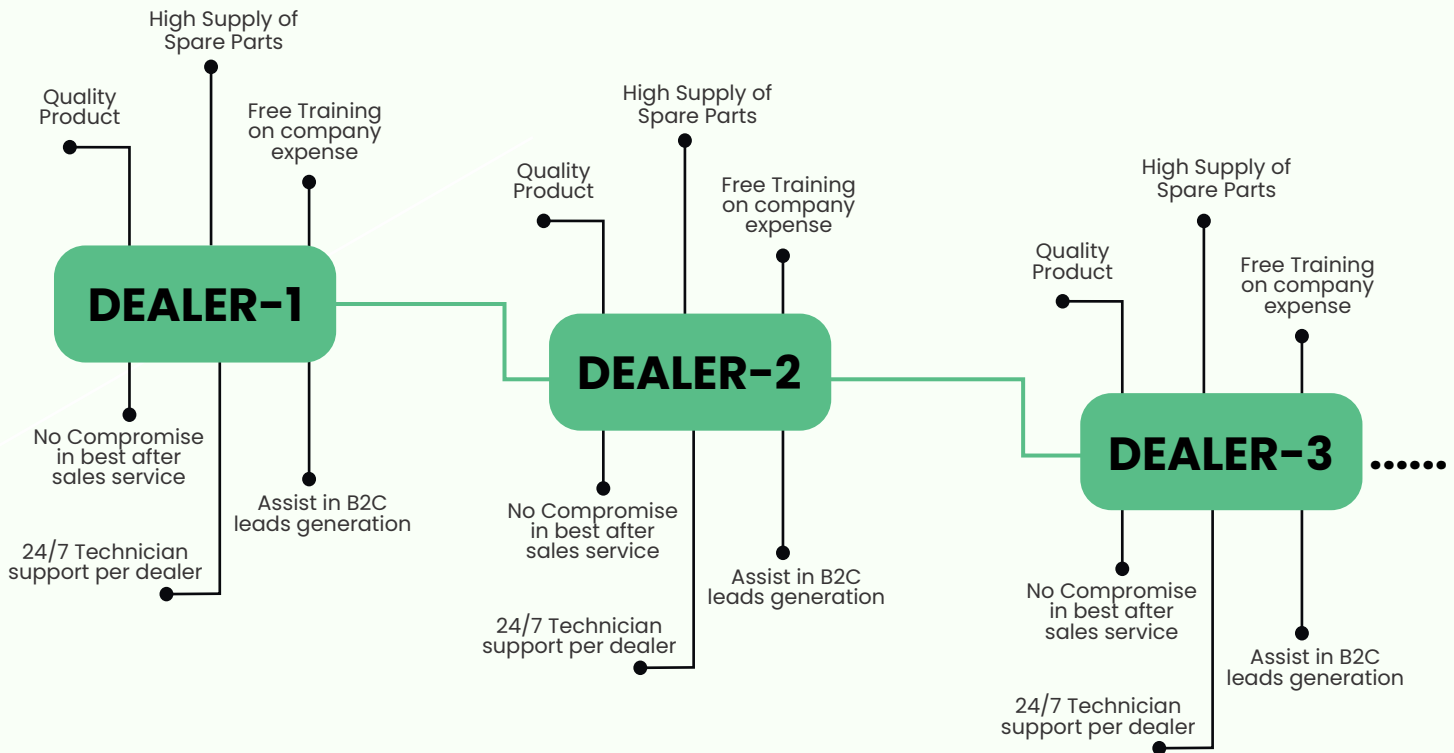 High Supply of
Spare Parts
Quality
Product
Free Training
on company
expense
DEALER-1
No Compromise
in best after
sales service
Assist in B2C
leads generation
24/7 Technician
support per dealer
High Supply of
Spare Parts
Quality
Product
Free Training
on company
expense
DEALER-2
No Compromise
in best after
sales service
Assist in B2C
leads generation
24/7 Technician
support per dealer
High Supply of
Spare Parts
Quality
Product
Free Training
on company
expense
DEALER-3
No Compromise
in best after
sales service
Assist in B2C
leads generation
24/7 Technician
support per dealer